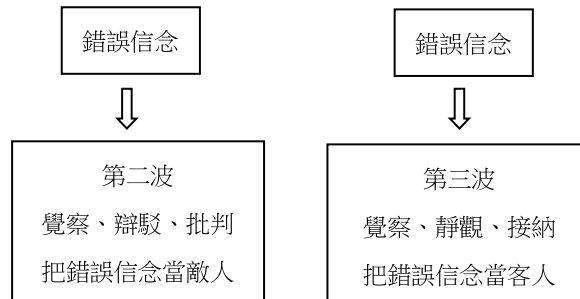 錯誤信念
錯誤信念
第二波
覺察、辯駁、批判
把錯誤信念當敵人
第三波
覺察、靜觀、接納
把錯誤信念當客人